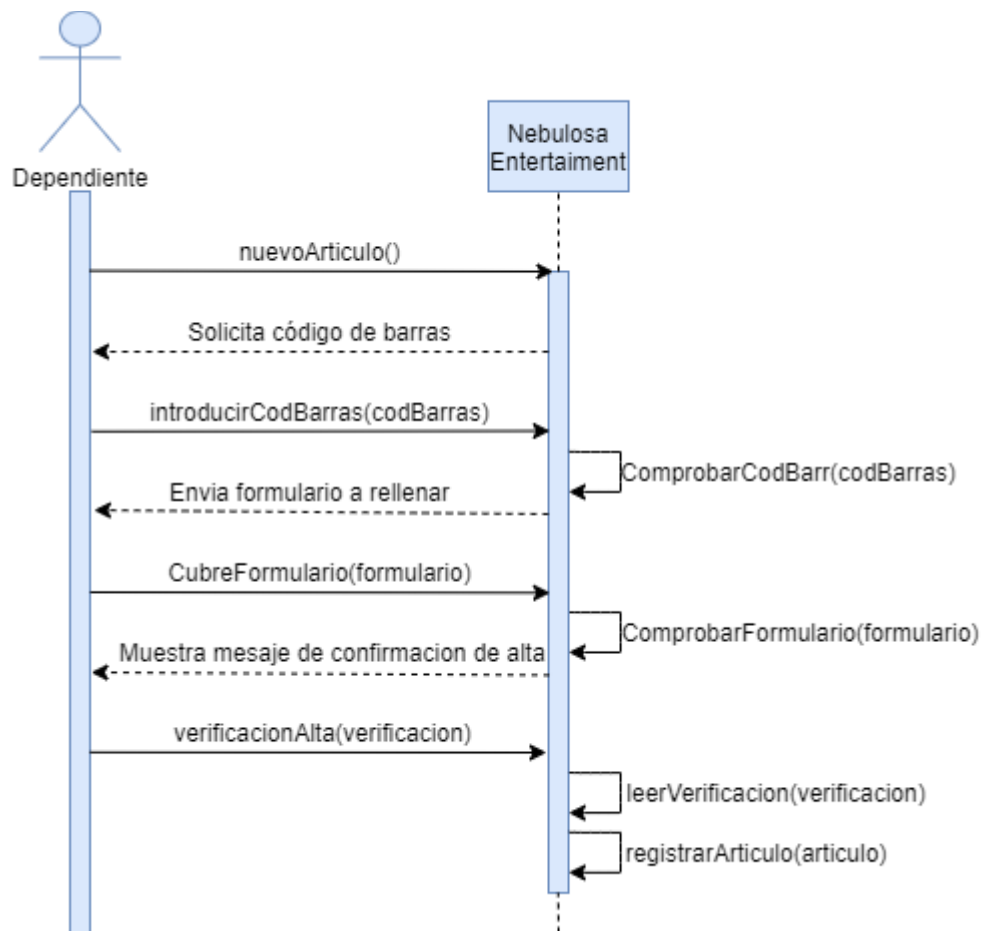 Dependiente
Nebulosa
Entertaiment
nuevoArticulo()
Solicita código de barras
introducirCodBarras(codBarras)
ComprobarCodBarr(codBarras)
Envia formulario a rellenar
CubreFormulario(formulario)
ComprobarFormulario(formulario)
Muestra mesaje de confirmacion de alta
verificacionAlta(verificacion)
leerVerificacion(verificacion)
registrarArticulo(articulo)